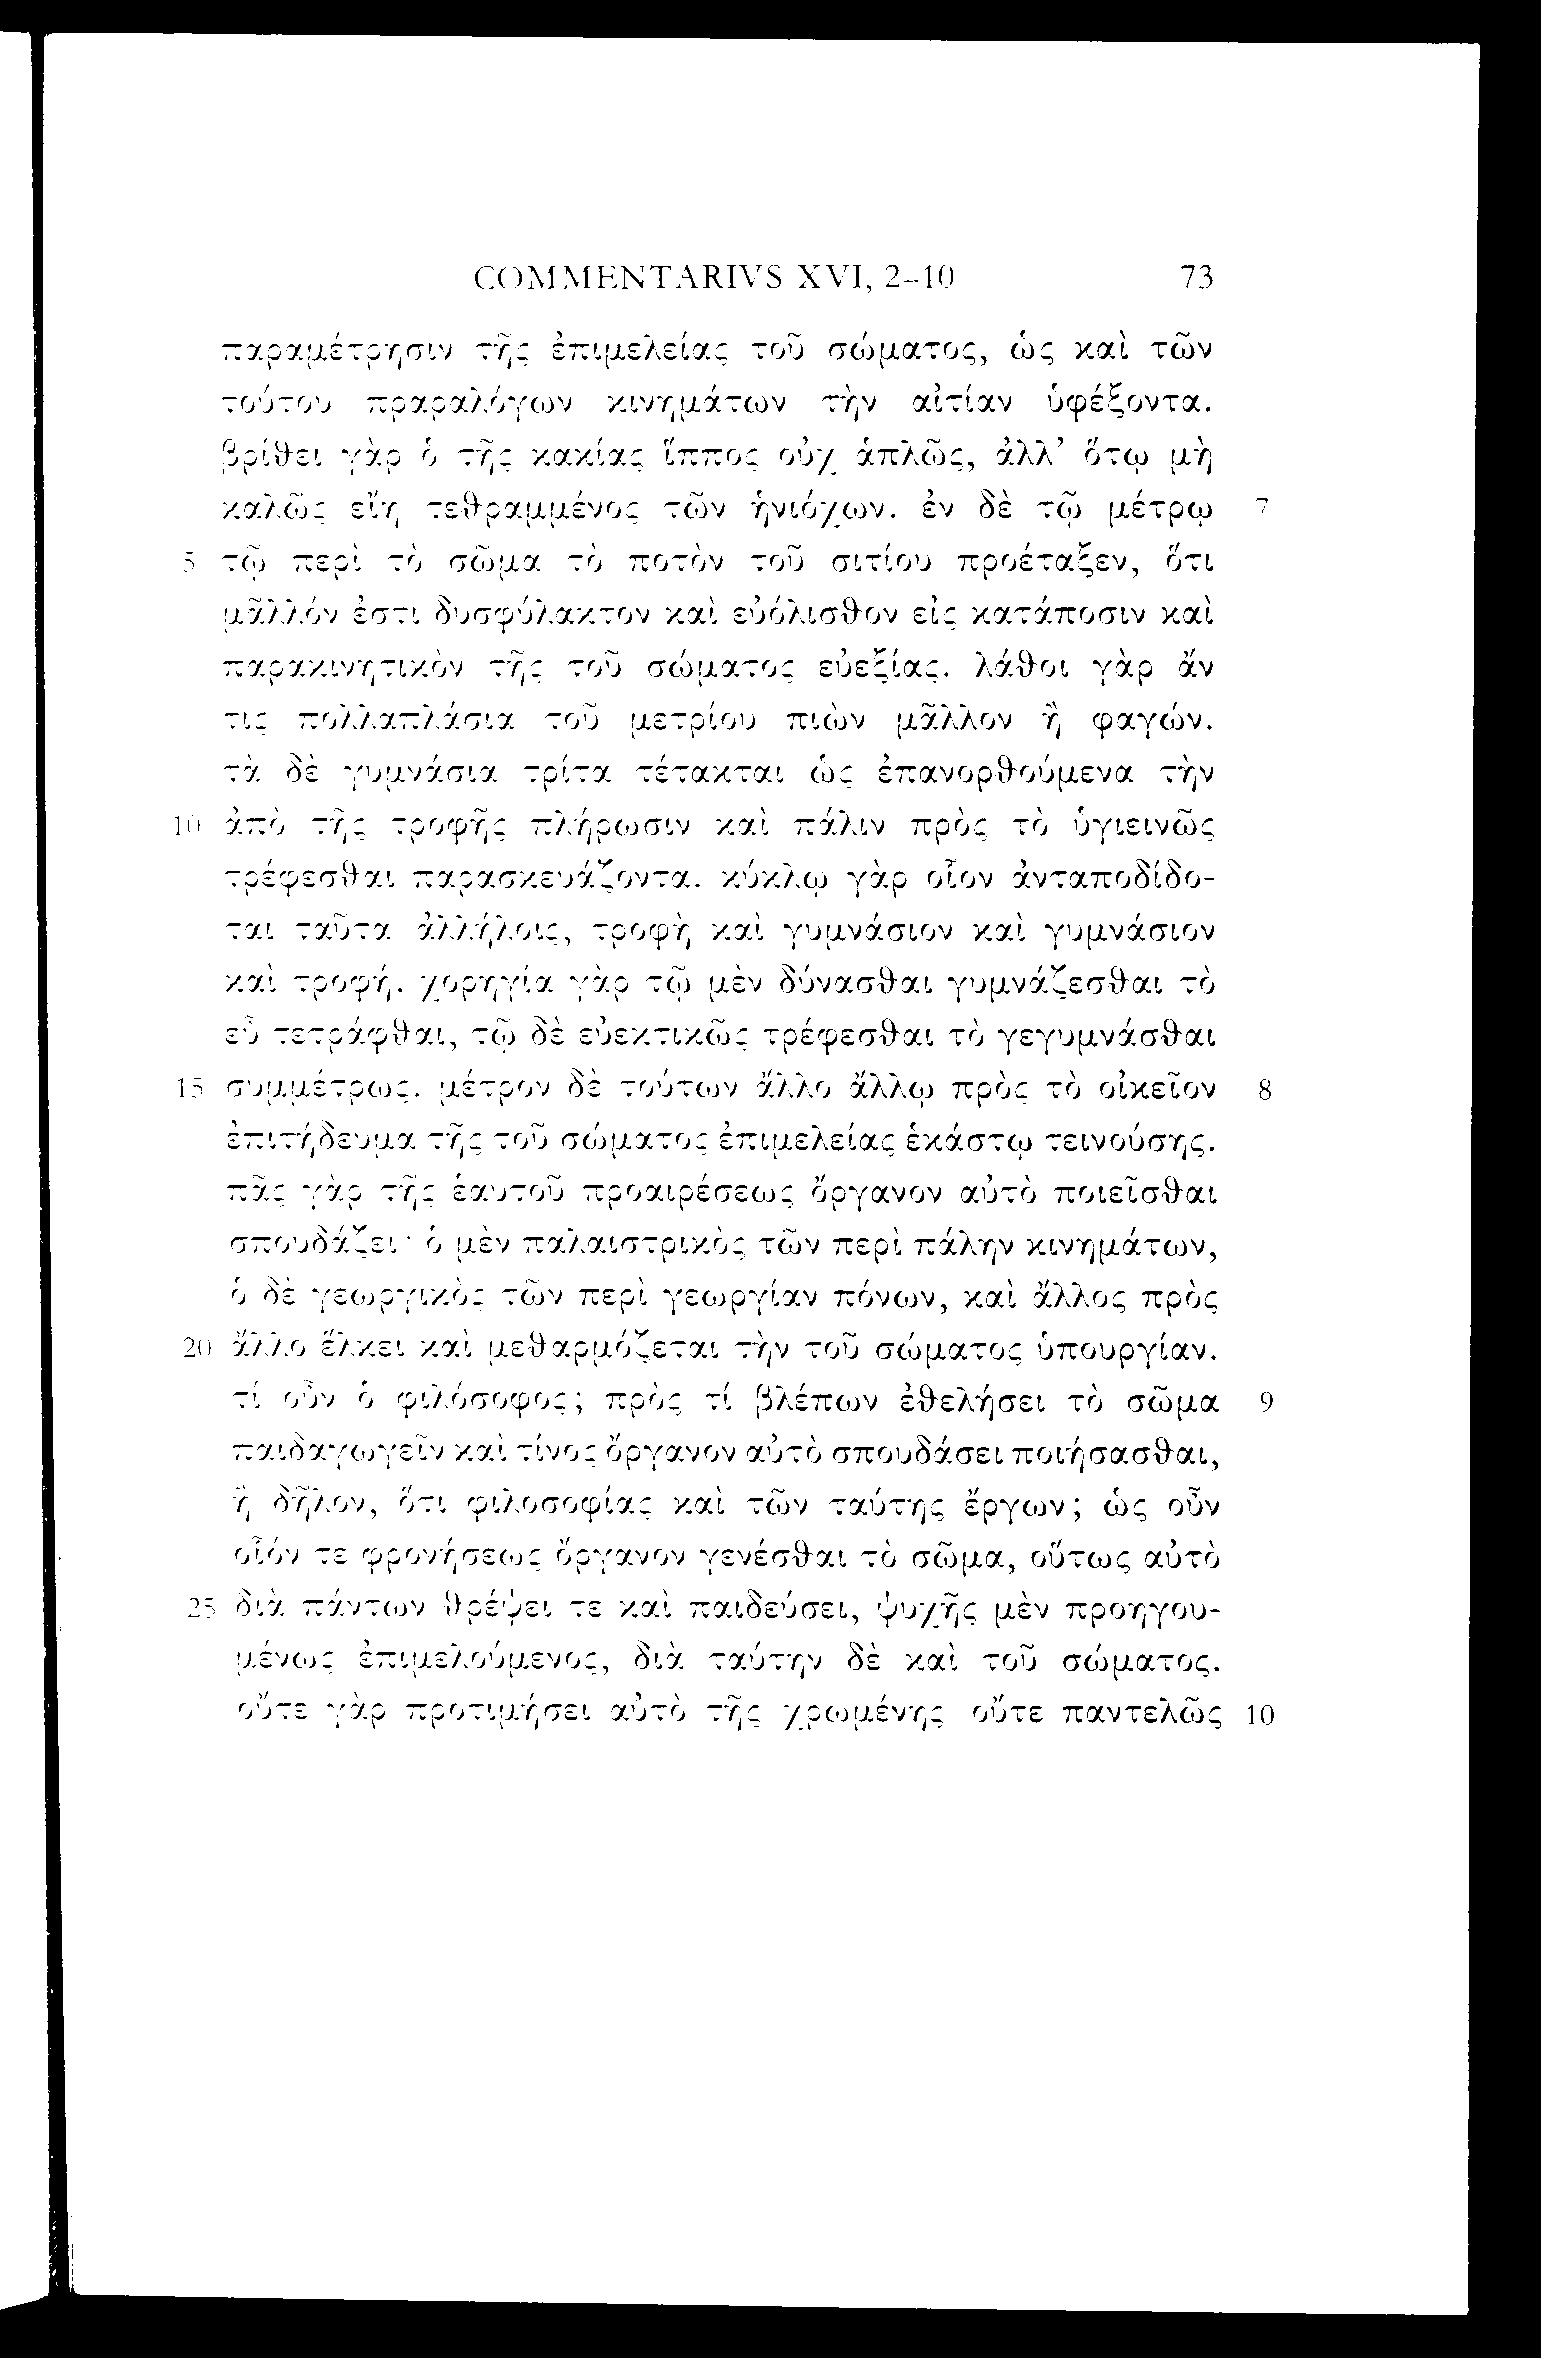 COMMENTARIVS XVI, 2-10 73
παραμέτρησιν τῆς ἐπιμελείας τοῦ σώματος, ὡς καὶ τῶν
τούτου πραραλόγων κινημάτων τὴν αἰτίαν ὑφέξοντα.
βρίθει γὰρ ὁ τῆς κακίας ἵππος οὐχ ἁπλῶς, ἀλλ’ ὅτῳ μὴ
καλῶς εἴη τεθραμμένος τῶν ἡνιόχων. ἐν δὲ τῷ μέτρῳ 7
5 τῷ περὶ τὸ σῶμα τὸ ποτὸν τοῦ σιτίου προέταξεν, ὅτι
μᾶλλόν ἐστι δυσφύλακτον καὶ εὐόλισθον εἰς κατάποσιν καὶ
παρακινητικὸν τῆς τοῦ σώματος εὐεξίας. λάθοι γὰρ ἄν
τις πολλαπλάσια τοῦ μετρίου πιὼν μᾶλλον ἢ φαγών.
τὰ δὲ γυμνάσια τρίτα τέτακται ὡς ἐπανορθούμενα τὴν
10 ἀπὸ τῆς τροφῆς πλήρωσιν καὶ πάλιν πρὸς τὸ ὑγιεινῶς
τρέφεσθαι παρασκευάζοντα. κύκλῳ γὰρ οἷον ἀνταποδίδο-
ται ταῦτα ἀλλήλοις, τροφὴ καὶ γυμνάσιον καὶ γυμνάσιον
καὶ τροφή. χορηγία γὰρ τῷ μὲν δύνασθαι γυμνάζεσθαι τὸ
εὖ τετράφθαι, τῷ δὲ εὐεκτικῶς τρέφεσθαι τὸ γεγυμνάσθαι
15 συμμέτρως. μέτρον δὲ τούτων ἄλλο ἄλλῳ πρὸς τὸ οἰκεῖον 8
ἐπιτήδευμα τῆς τοῦ σώματος ἐπιμελείας ἑκάστῳ τεινούσης.
πᾶς γὰρ τῆς ἑαυτοῦ προαιρέσεως ὄργανον αὐτὸ ποιεῖσθαι
σπουδάζει· ὁ μὲν παλαιστρικὸς τῶν περὶ πάλην κινημάτων,
ὁ δὲ γεωργικὸς τῶν περὶ γεωργίαν πόνων, καὶ ἄλλος πρὸς
20 ἄλλο ἕλκει καὶ μεθαρμόζεται τὴν τοῦ σώματος ὑπουργίαν.
τί οὖν ὁ φιλόσοφος; πρὸς τί βλέπων ἐθελήσει τὸ σῶμα 9
παιδαγωγεῖν καὶ τίνος ὄργανον αὐτὸ σπουδάσει ποιήσασθαι,
ἢ δῆλον, ὅτι φιλοσοφίας καὶ τῶν ταύτης ἔργων; ὡς οὖν
οἷόν τε φρονήσεως ὄργανον γενέσθαι τὸ σῶμα, οὕτως αὐτὸ
25 διὰ πάντων θρέψει τε καὶ παιδεύσει, ψυχῆς μὲν προηγου-
μένως ἐπιμελούμενος, διὰ ταύτην δὲ καὶ τοῦ σώματος.
οὔτε γὰρ προτιμήσει αὐτὸ τῆς χρωμένης οὔτε παντελῶς 10